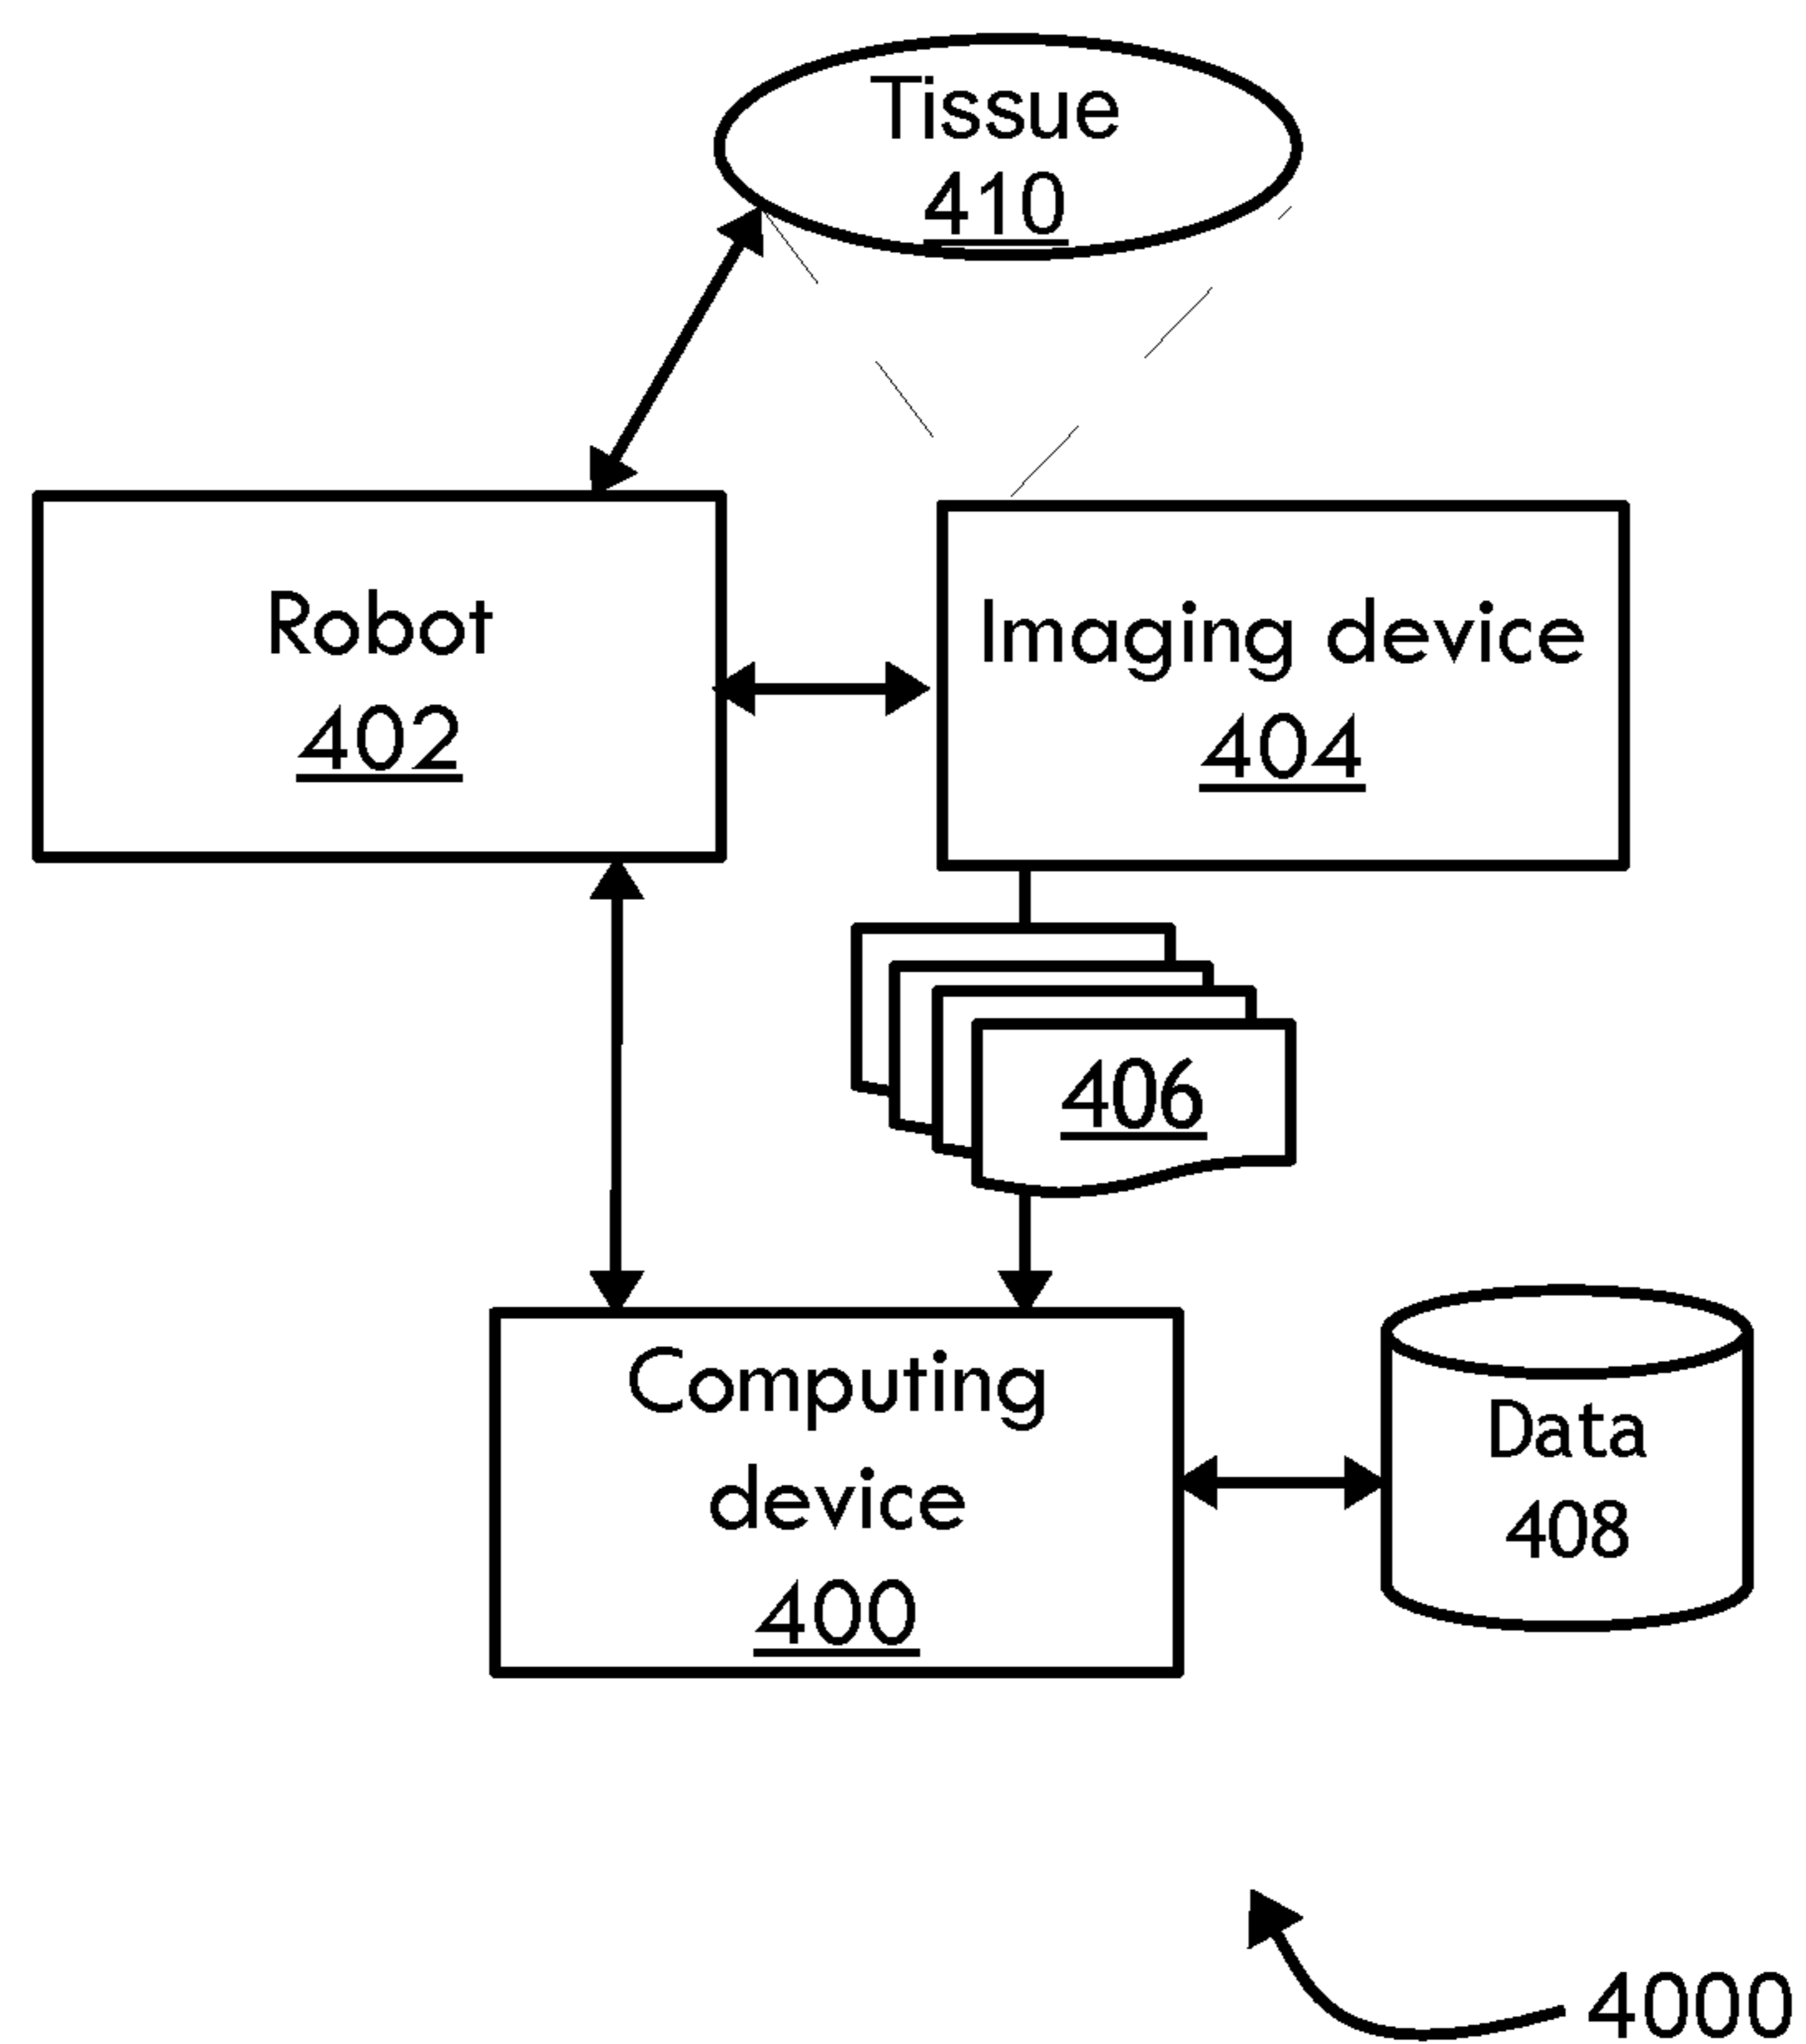 Tissue
410
Robot
402
Imaging device
404
406
Computing
device
400
Data
408
4000